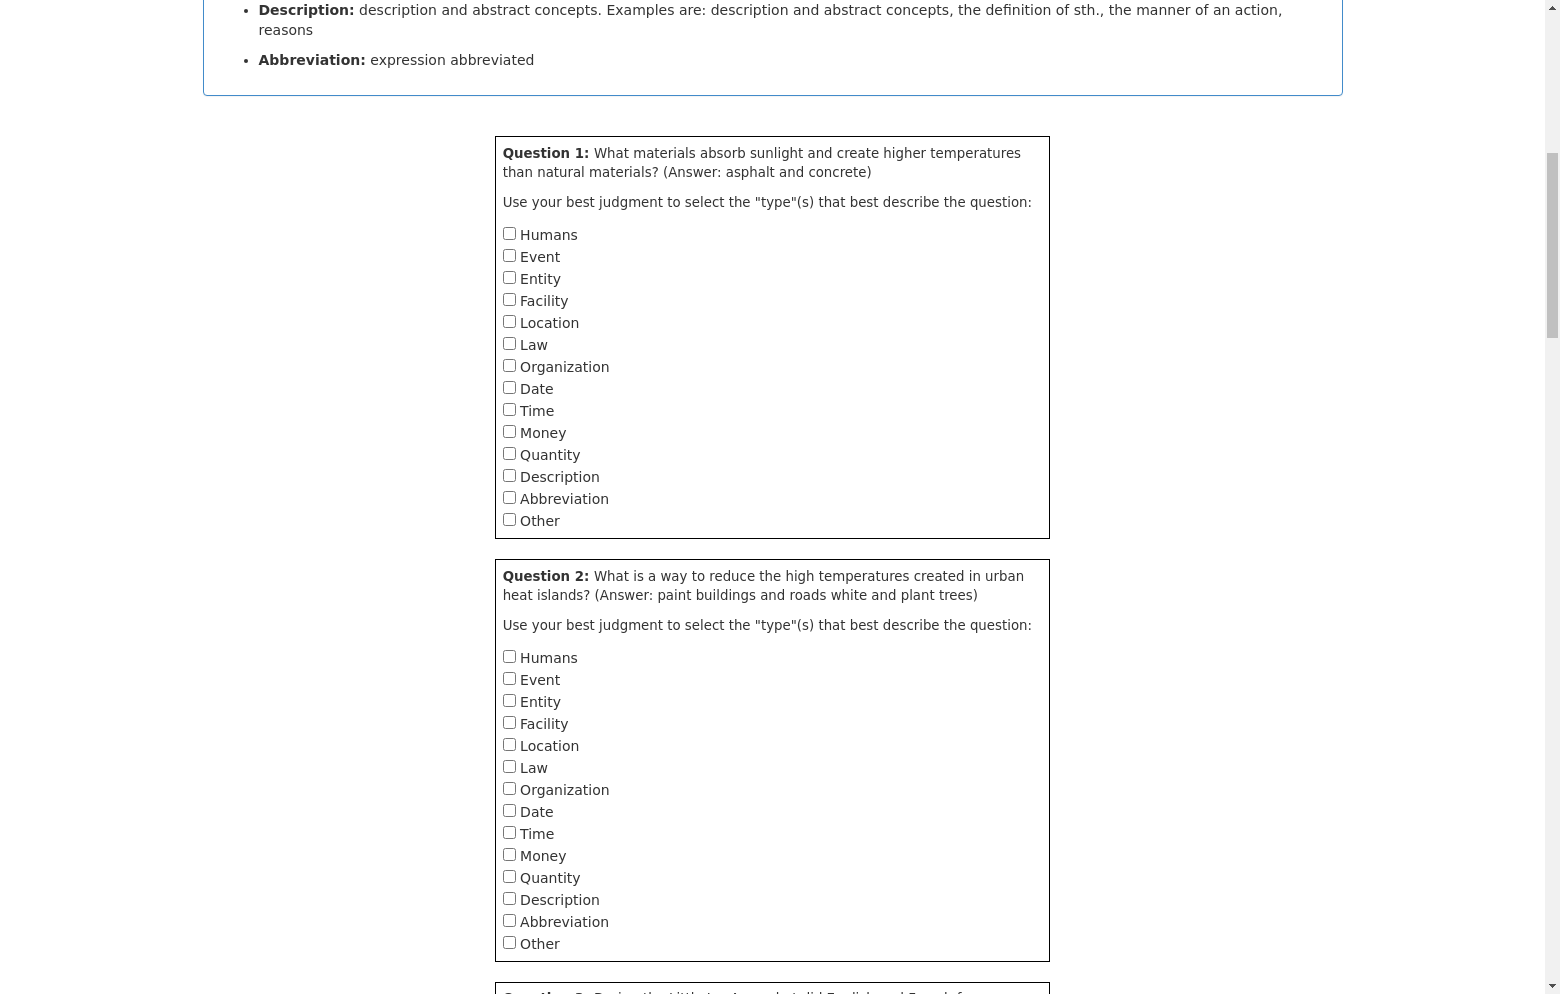 Description: description and abstract concepts. Examples are: description and abstract concepts, the definition of sth., the manner of an action,
reasons
Abbreviation: expression abbreviated
Question 1: What materials absorb sunlight and create higher temperatures
than natural materials? (Answer: asphalt and concrete)
Use your best judgment to select the "type"(s) that best describe the question:
Humans
Event
Entity
Facility
Location
Law
Organization
Date
Time
Money
Quantity
Description
Abbreviation
Other
Question 2: What is a way to reduce the high temperatures created in urban
heat islands? (Answer: paint buildings and roads white and plant trees)
Use your best judgment to select the "type"(s) that best describe the question:
Humans
Event
Entity
Facility
Location
Law
Organization
Date
Time
Money
Quantity
Description
Abbreviation
Other